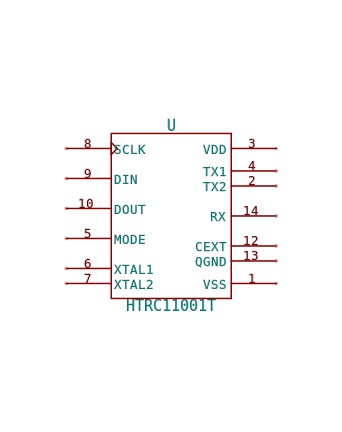 U
8 SCLK VDD 3
TX1 4
9 DIN TX2 2
10 DOUT RX 14
5 MODE CEXT 12
QGND 13
6 XTAL1
7 XTAL2 VSS 1
HTRC11001T